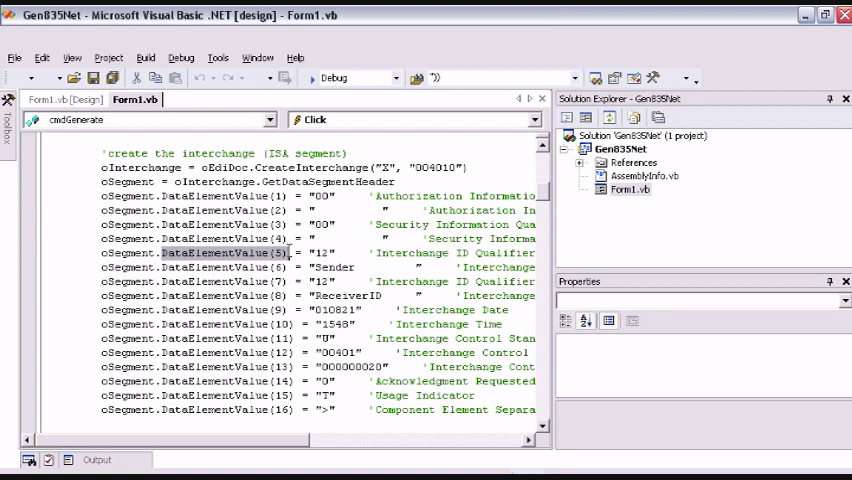 Gen835Net - Microsoft Visual Basic .NET [design] - Form1.vb
File Edit View Project Build Debug Tools Window Help
Debug "))
Form1.vb [Design] Form1.vb
Toolbox
cmdGenerate Click
'create the interchange (ISA segment)
oInterchange = oEdiDoc.CreateInterchange("X", "004010")
oSegment = oInterchange.GetDataSegmentHeader
oSegment.DataElementValue(1) = "00" 'Authorization Informatio
oSegment.DataElementValue(2) = " " 'Authorization In
oSegment.DataElementValue(3) = "00" 'Security Information Qua
oSegment.DataElementValue(4) = " " 'Security Informa
oSegment.DataElementValue(5) = "12" 'Interchange ID Qualifier
oSegment.DataElementValue(6) = "Sender " 'Interchange
oSegment.DataElementValue(7) = "12" 'Interchange ID Qualifier
oSegment.DataElementValue(8) = "ReceiverID " 'Interchange
oSegment.DataElementValue(9) = "010821" 'Interchange Date
oSegment.DataElementValue(10) = "1548" 'Interchange Time
oSegment.DataElementValue(11) = "U" 'Interchange Control Stan
oSegment.DataElementValue(12) = "00401" 'Interchange Control
oSegment.DataElementValue(13) = "000000020" 'Interchange Cont
oSegment.DataElementValue(14) = "0" 'Acknowledgment Requested
oSegment.DataElementValue(15) = "T" 'Usage Indicator
oSegment.DataElementValue(16) = ">" 'Component Element Separa
Output
Solution Explorer - Gen835Net
Solution 'Gen835Net' (1 project)
Gen835Net
References
AssemblyInfo.vb
Form1.vb
Properties